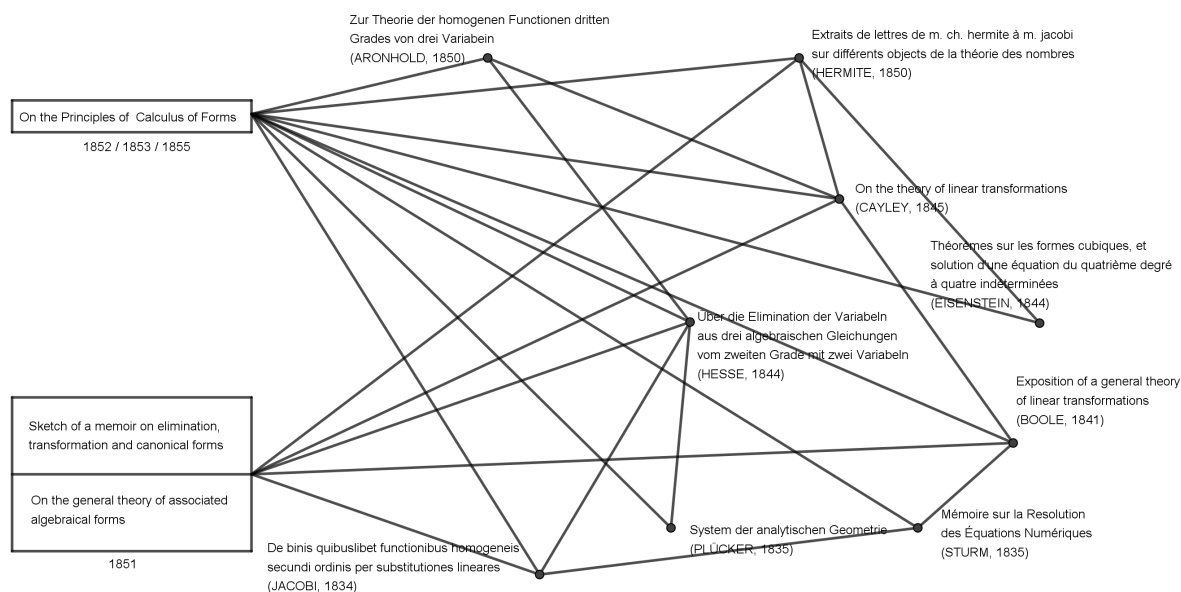 Zur Theorie der homogenen Functionen dritten
Grades von drei Variabein
(ARONHOLD, 1850)
Extraits de lettres de m. ch. hermite à m. jacobi
sur différents objects de la théorie des nombres
(HERMITE, 1850)
On the Principles of Calculus of Forms
1852 / 1853 / 1855
On the theory of linear transformations
(CAYLEY, 1845)
Théorèmes sur les formes cubiques, et
solution d'une équation du quatrième degré
à quatre indéterminées
(EISENSTEIN, 1844)
Über die Elimination der Variabeln
aus drei algebraischen Gleichungen
vom zweiten Grade mit zwei Variabeln
(HESSE, 1844)
Exposition of a general theory
of linear transformations
(BOOLE, 1841)
Sketch of a memoir on elimination,
transformation and canonical forms
On the general theory of associated
algebraical forms
1851
De binis quibuslibet functionibus homogeneis
secundi ordinis per substitutiones lineares
(JACOBI, 1834)
System der analytischen Geometrie
(PLÜCKER, 1835)
Mémoire sur la Resolution
des Équations Numériques
(STURM, 1835)